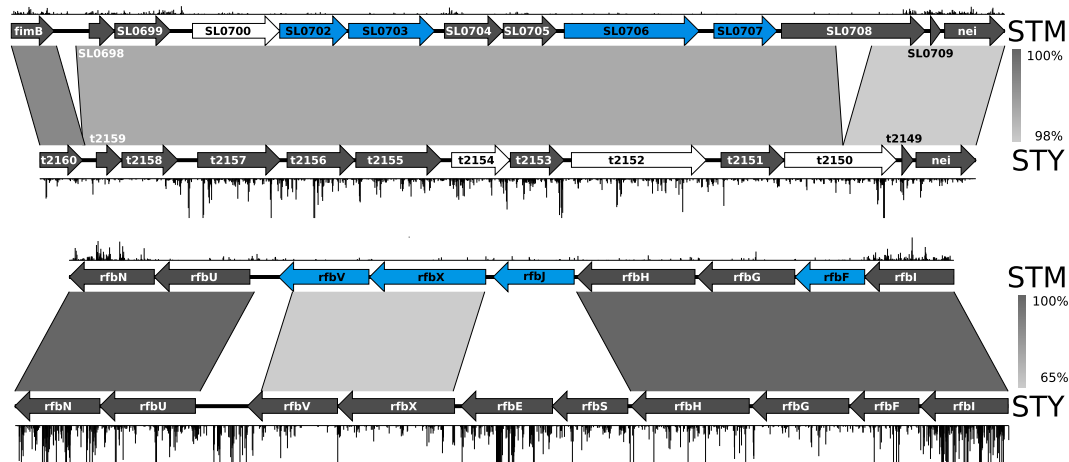 fimB SL0699 SL0700 SL0702 SL0703 SL0704 SL0705 SL0706 SL0707 SL0708 nei STM
SL0698 SL0709 100%
t2159 t2149 98%
t2160 t2158 t2157 t2156 t2155 t2154 t2153 t2152 t2151 t2150 nei STY
rfbN rfbU rfbV rfbX rfbJ rfbH rfbG rfbF rfbI STM
100%
65%
rfbN rfbU rfbV rfbX rfbE rfbS rfbH rfbG rfbF rfbI STY